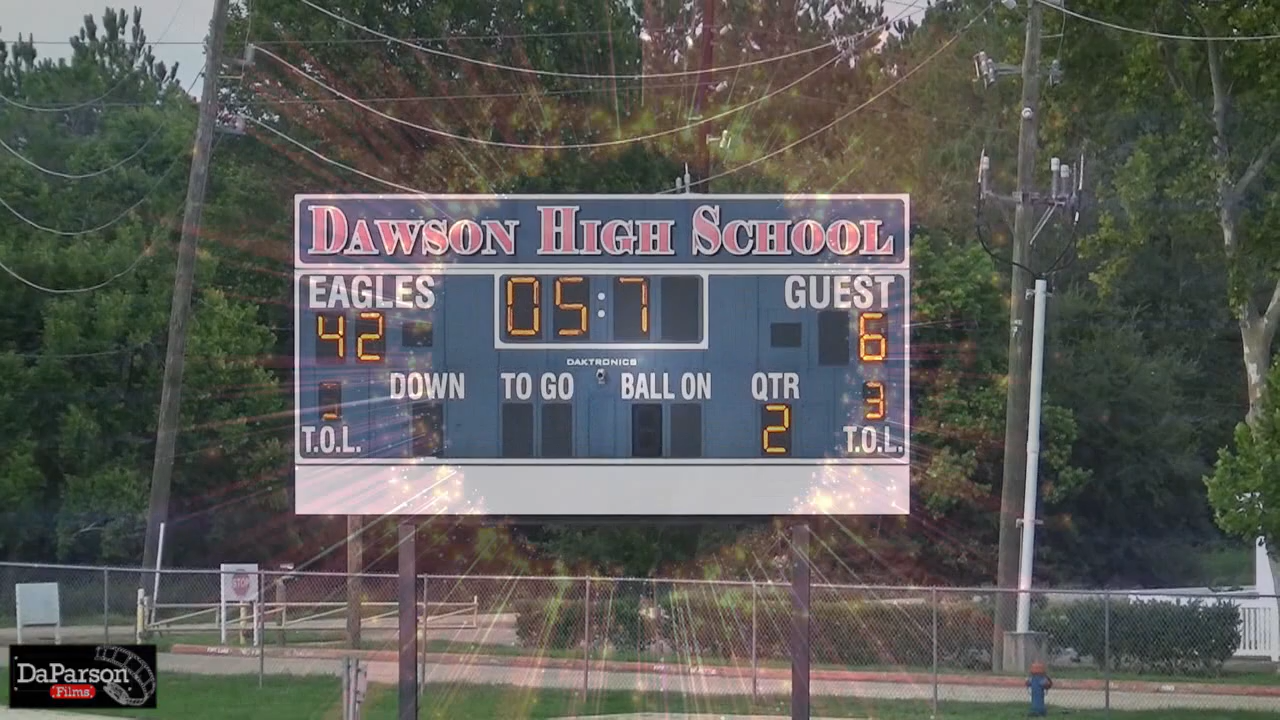 DAWSON HIGH SCHOOL
EAGLES 05:7 GUEST
42 6
DAKTRONICS
DOWN TO GO BALL ON QTR
3
2
T.O.L. T.O.L.
STOP
DaParson
Films